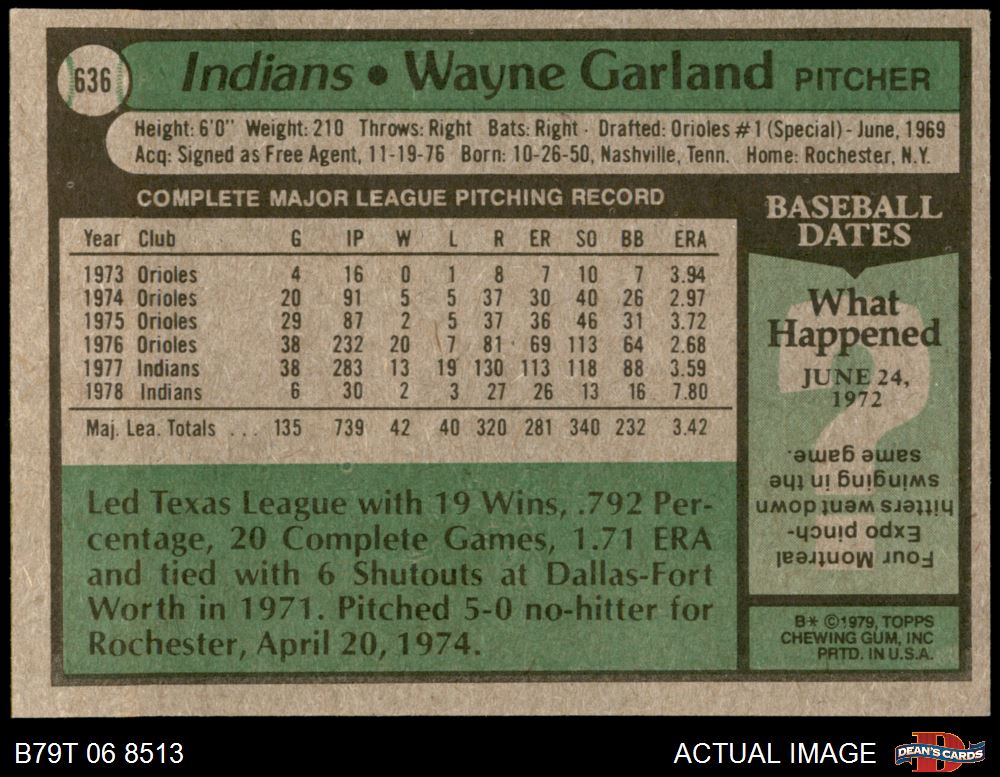 636
Indians • Wayne Garland PITCHER
Height: 6'0" Weight: 210 Throws: Right Bats: Right · Drafted: Orioles #1 (Special) - June, 1969
Acq: Signed as Free Agent, 11-19-76 Born: 10-26-50, Nashville, Tenn. Home: Rochester, N.Y.
COMPLETE MAJOR LEAGUE PITCHING RECORD
Year Club G IP W L R ER SO BB ERA
1973 Orioles 4 16 0 1 8 7 10 7 3.94
1974 Orioles 20 91 5 5 37 30 40 26 2.97
1975 Orioles 29 87 2 5 37 36 46 31 3.72
1976 Orioles 38 232 20 7 81 69 113 64 2.68
1977 Indians 38 283 13 19 130 113 118 88 3.59
1978 Indians 6 30 2 3 27 26 13 16 7.80
Maj. Lea. Totals ... 135 739 42 40 320 281 340 232 3.42
Led Texas League with 19 Wins, .792 Per-
centage, 20 Complete Games, 1.71 ERA
and tied with 6 Shutouts at Dallas-Fort
Worth in 1971. Pitched 5-0 no-hitter for
Rochester, April 20, 1974.
BASEBALL
DATES
What
Happened
JUNE 24,
1972
?
Four Montreal
Expo pinch-
hitters went down
swinging in the
same game.
B* ©1979, TOPPS
CHEWING GUM, INC
PRTD. IN U.S.A.
B79T 06 8513
ACTUAL IMAGE
D
DEAN'S CARDS